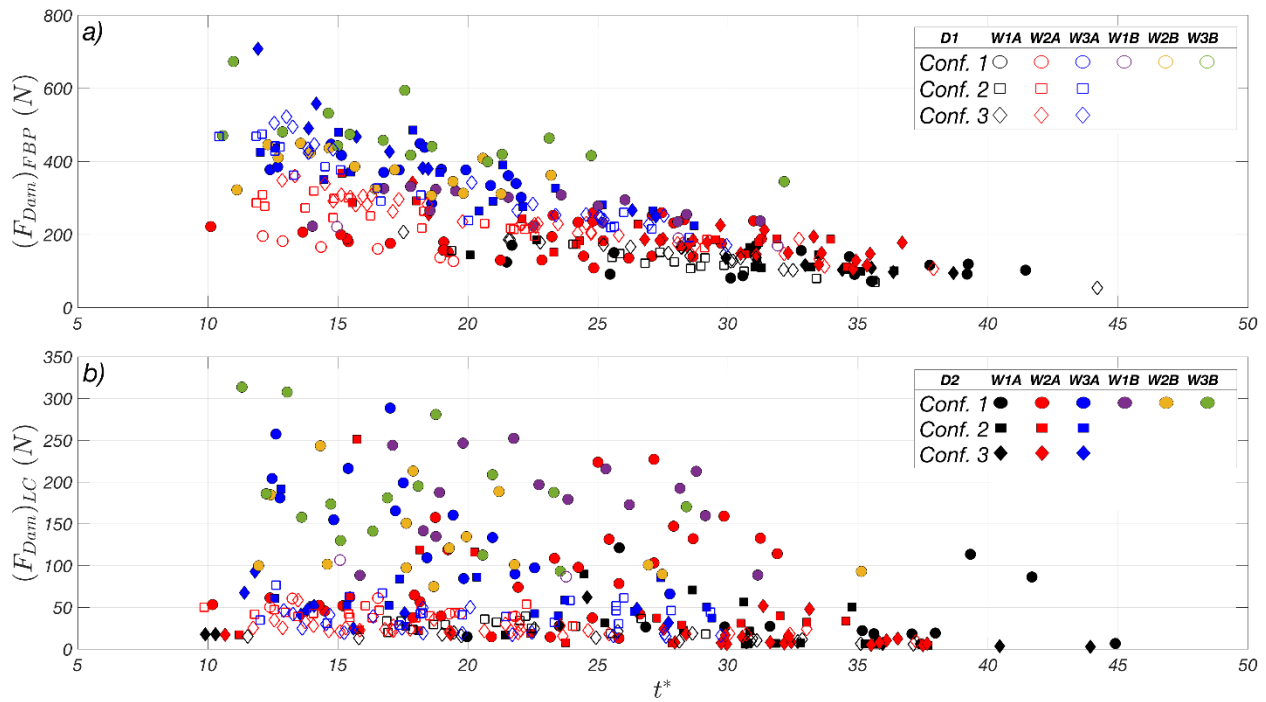 a)
(F_Dam)_FBP (N)
800
600
400
200
0
D1 W1A W2A W3A W1B W2B W3B
Conf. 1
Conf. 2
Conf. 3
5 10 15 20 25 30 35 40 45 50
b)
(F_Dam)_LC (N)
350
300
250
200
150
100
50
0
D2 W1A W2A W3A W1B W2B W3B
Conf. 1
Conf. 2
Conf. 3
5 10 15 20 25 30 35 40 45 50
t*